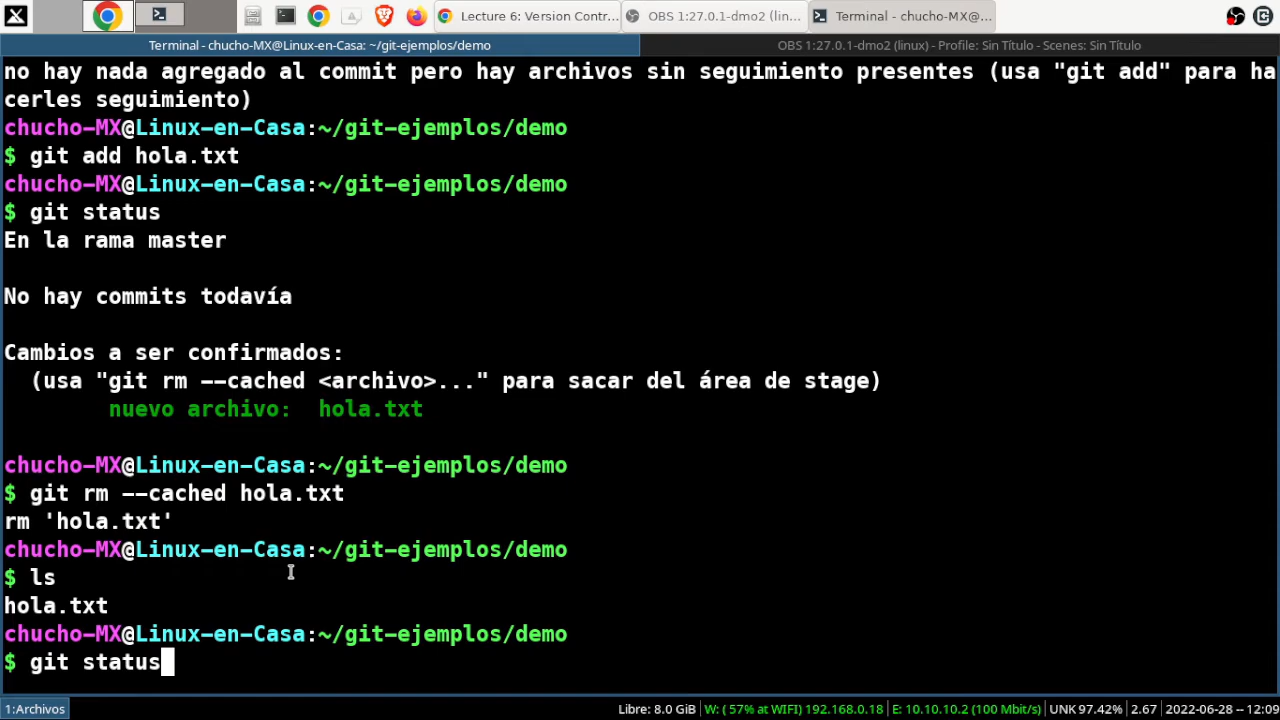 Lecture 6: Version Contr...
OBS 1:27.0.1-dmo2 (linu...
Terminal - chucho-MX@...
Terminal - chucho-MX@Linux-en-Casa: ~/git-ejemplos/demo
OBS 1:27.0.1-dmo2 (linux) - Profile: Sin Título - Scenes: Sin Título
no hay nada agregado al commit pero hay archivos sin seguimiento presentes (usa "git add" para ha
cerles seguimiento)
chucho-MX@Linux-en-Casa:~/git-ejemplos/demo
$ git add hola.txt
chucho-MX@Linux-en-Casa:~/git-ejemplos/demo
$ git status
En la rama master
No hay commits todavía
Cambios a ser confirmados:
(usa "git rm --cached <archivo>..." para sacar del área de stage)
nuevo archivo:  hola.txt
chucho-MX@Linux-en-Casa:~/git-ejemplos/demo
$ git rm --cached hola.txt
rm 'hola.txt'
chucho-MX@Linux-en-Casa:~/git-ejemplos/demo
$ ls
hola.txt
chucho-MX@Linux-en-Casa:~/git-ejemplos/demo
$ git status
1:Archivos
Libre: 8.0 GiB W: ( 57% at WIFI) 192.168.0.18 E: 10.10.10.2 (100 Mbit/s) UNK 97.42% 2.67 2022-06-28 -- 12:09